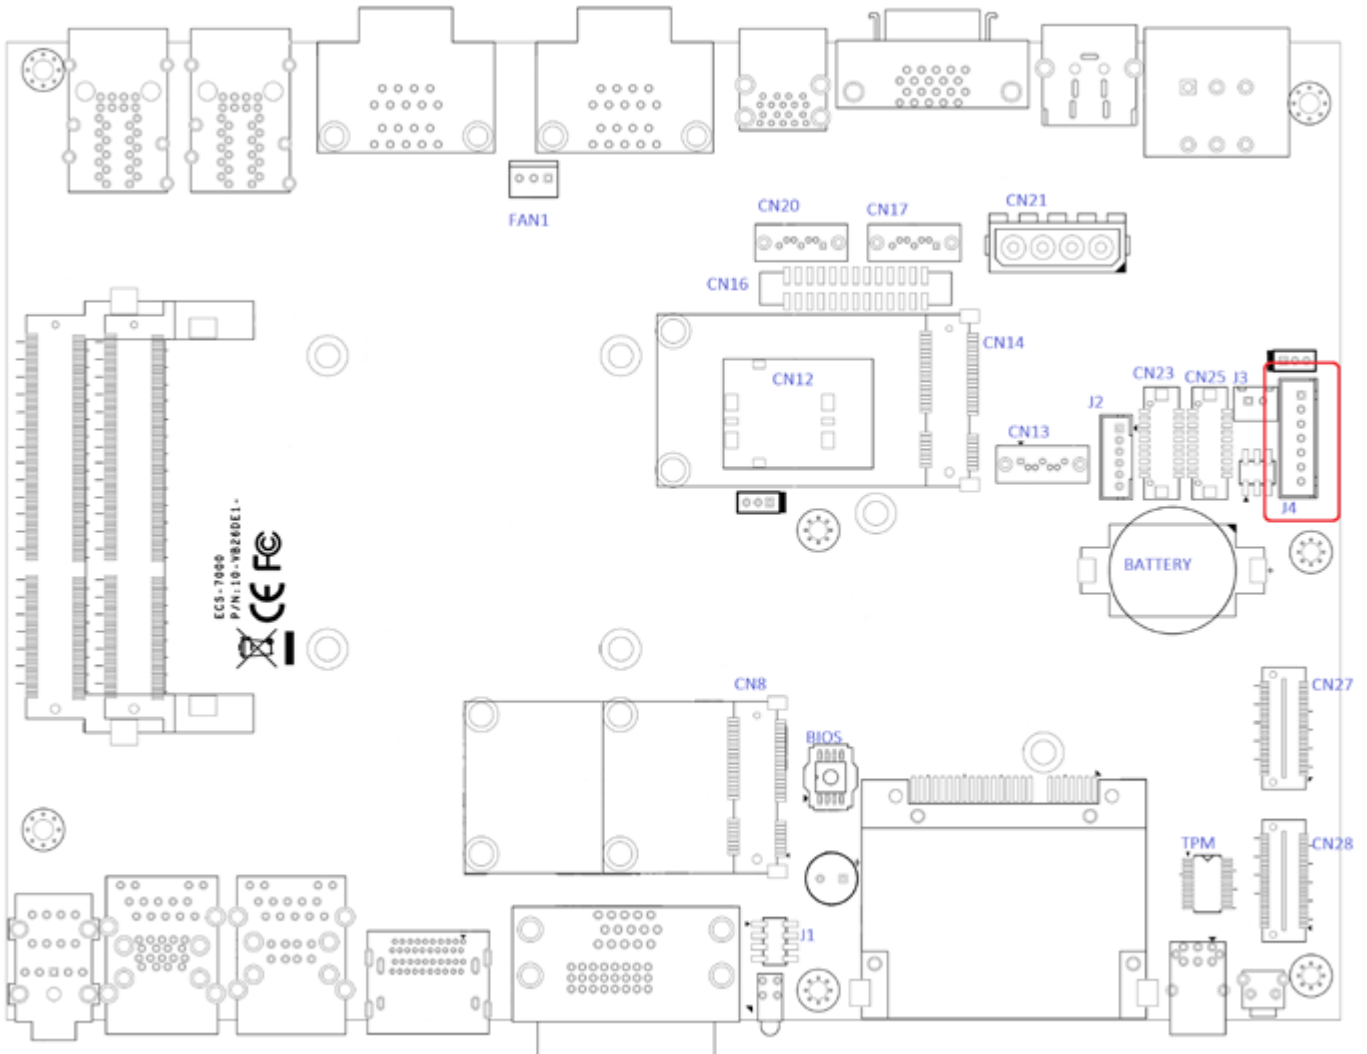 FAN1
CN20
CN17
CN21
CN16
CN14
CN12
CN23
CN25
J3
J2
CN13
J4
ECS-7000
P/N:10-VB26DE1.
CE FC
BATTERY
CN8
CN27
BIOS
TPM
CN28
J1